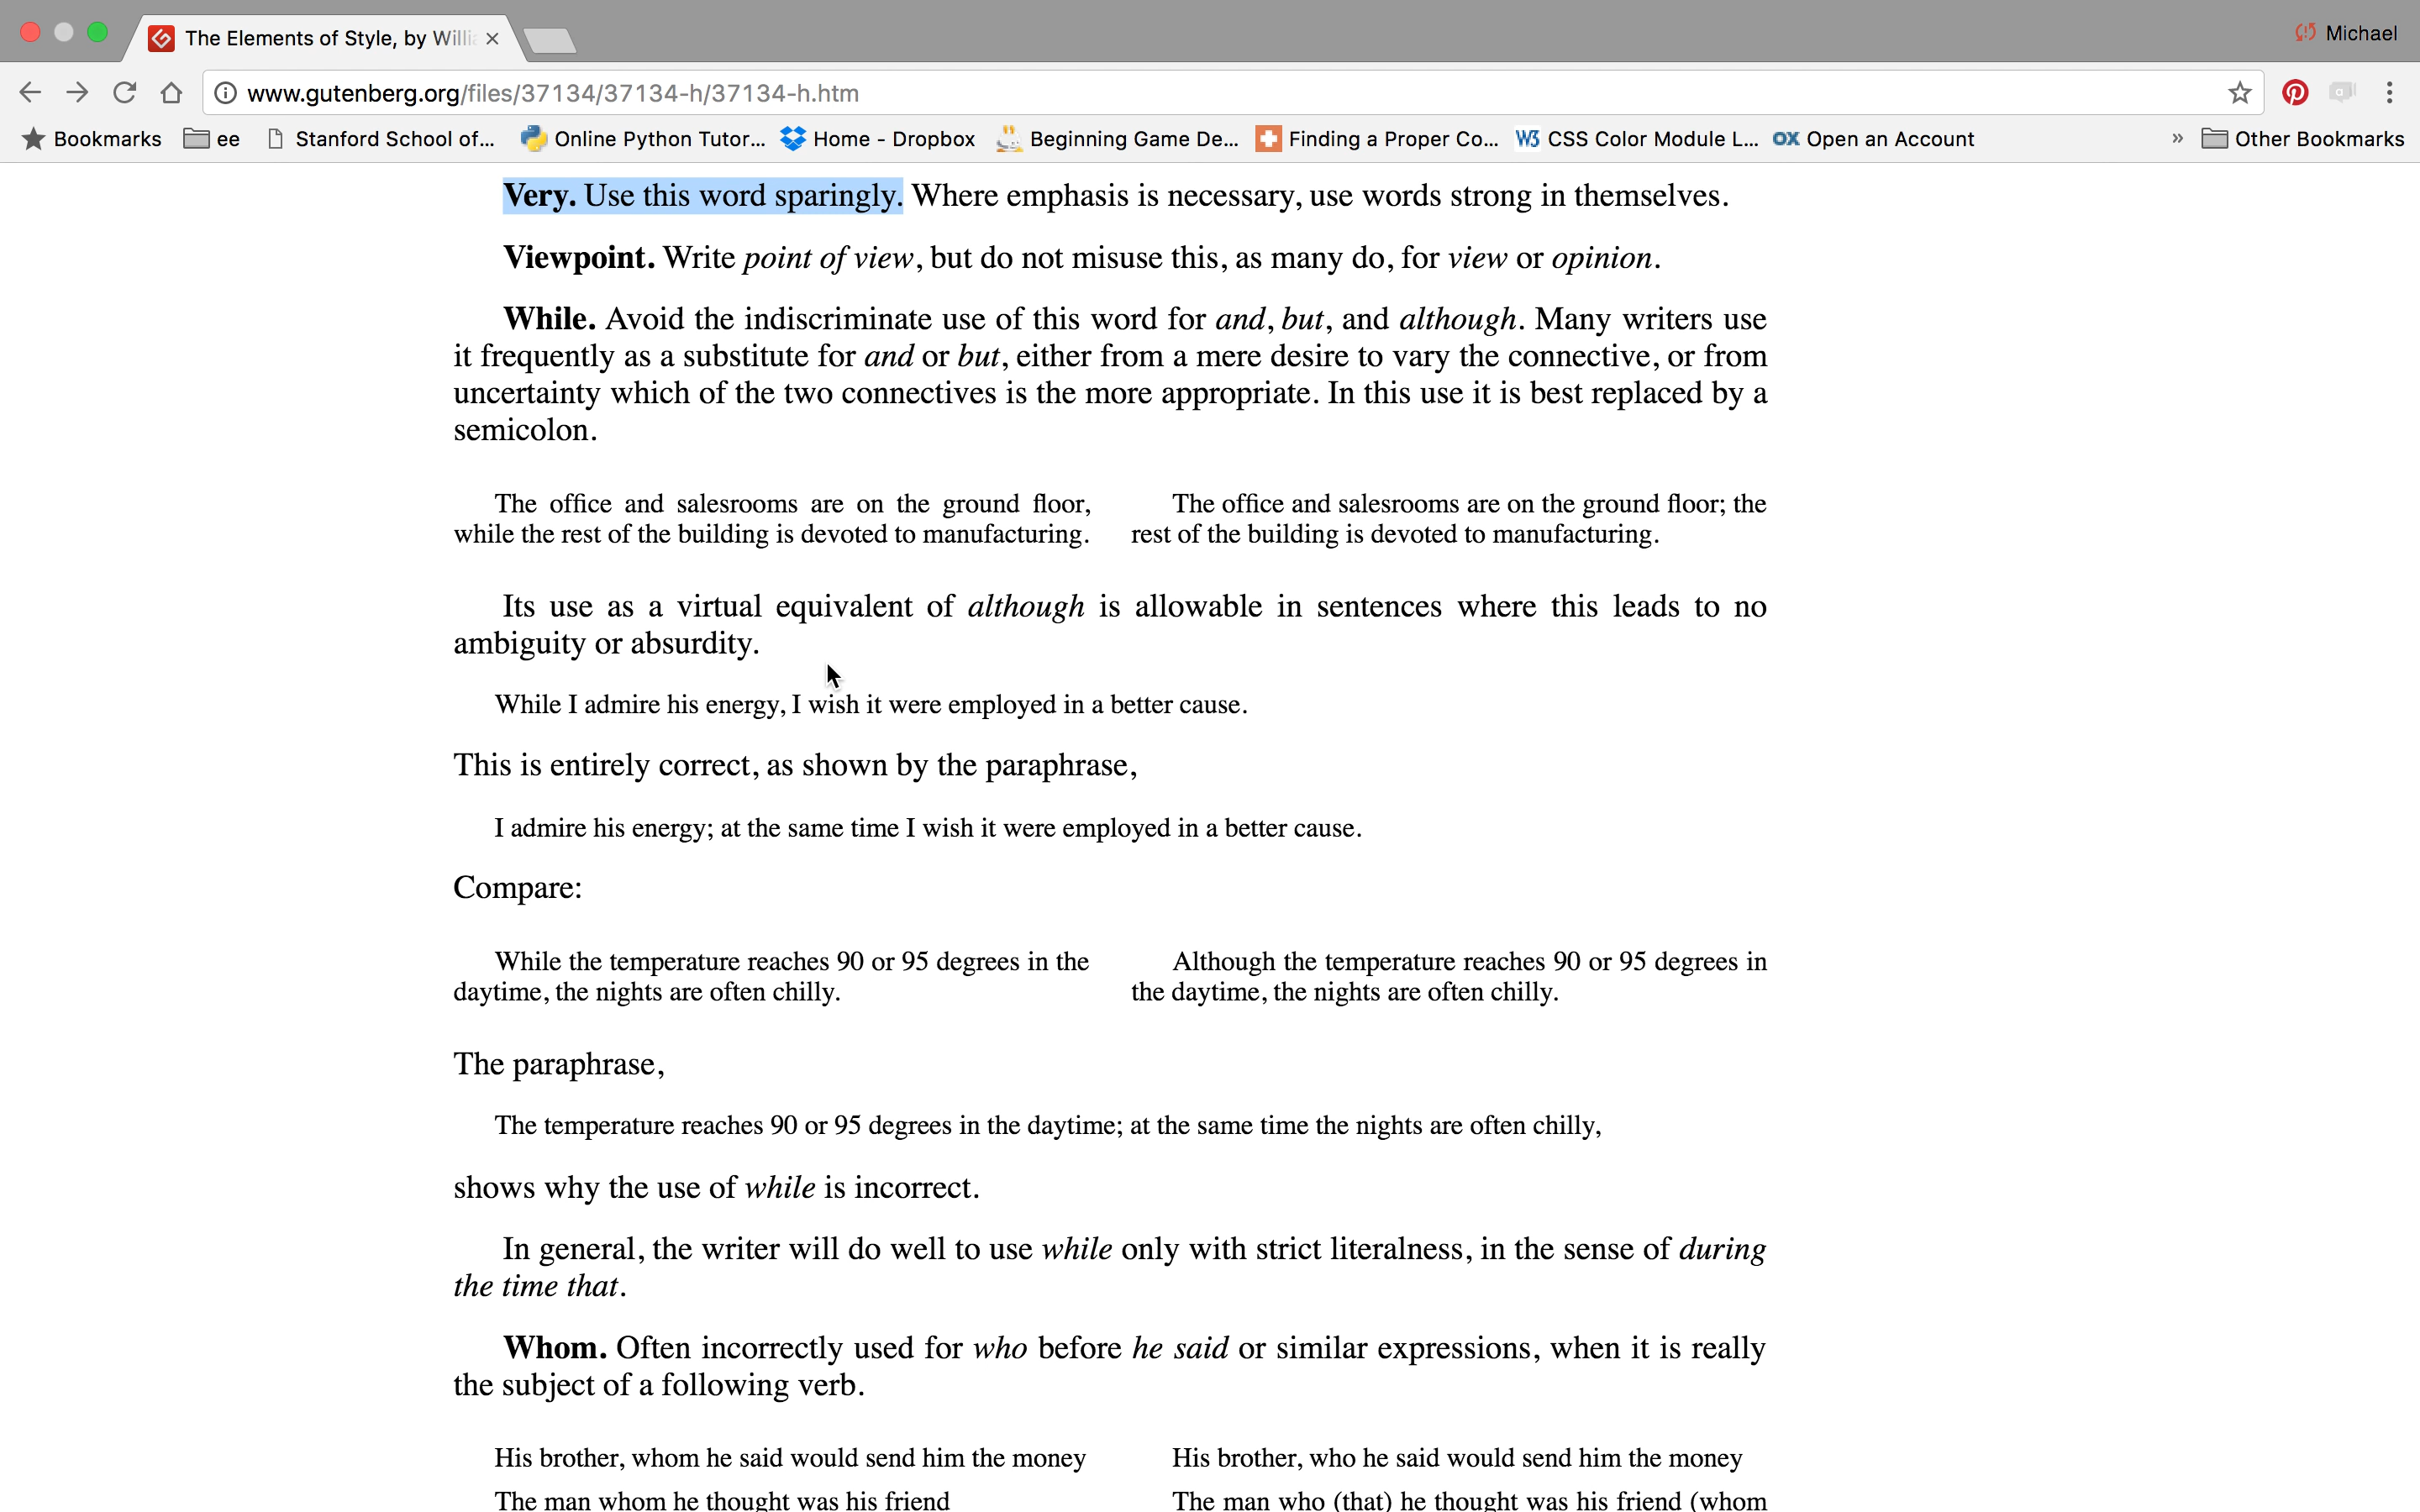 The Elements of Style, by Willi
Michael
www.gutenberg.org/files/37134/37134-h/37134-h.htm
Bookmarks ee Stanford School of... Online Python Tutor... Home - Dropbox Beginning Game De... Finding a Proper Co... W3 CSS Color Module L... OX Open an Account » Other Bookmarks
Very. Use this word sparingly. Where emphasis is necessary, use words strong in themselves.
Viewpoint. Write point of view, but do not misuse this, as many do, for view or opinion.
While. Avoid the indiscriminate use of this word for and, but, and although. Many writers use
it frequently as a substitute for and or but, either from a mere desire to vary the connective, or from
uncertainty which of the two connectives is the more appropriate. In this use it is best replaced by a
semicolon.
The office and salesrooms are on the ground floor,
while the rest of the building is devoted to manufacturing.
The office and salesrooms are on the ground floor; the
rest of the building is devoted to manufacturing.
Its use as a virtual equivalent of although is allowable in sentences where this leads to no
ambiguity or absurdity.
While I admire his energy, I wish it were employed in a better cause.
This is entirely correct, as shown by the paraphrase,
I admire his energy; at the same time I wish it were employed in a better cause.
Compare:
While the temperature reaches 90 or 95 degrees in the
daytime, the nights are often chilly.
Although the temperature reaches 90 or 95 degrees in
the daytime, the nights are often chilly.
The paraphrase,
The temperature reaches 90 or 95 degrees in the daytime; at the same time the nights are often chilly,
shows why the use of while is incorrect.
In general, the writer will do well to use while only with strict literalness, in the sense of during
the time that.
Whom. Often incorrectly used for who before he said or similar expressions, when it is really
the subject of a following verb.
His brother, whom he said would send him the money
His brother, who he said would send him the money
The man whom he thought was his friend
The man who (that) he thought was his friend (whom